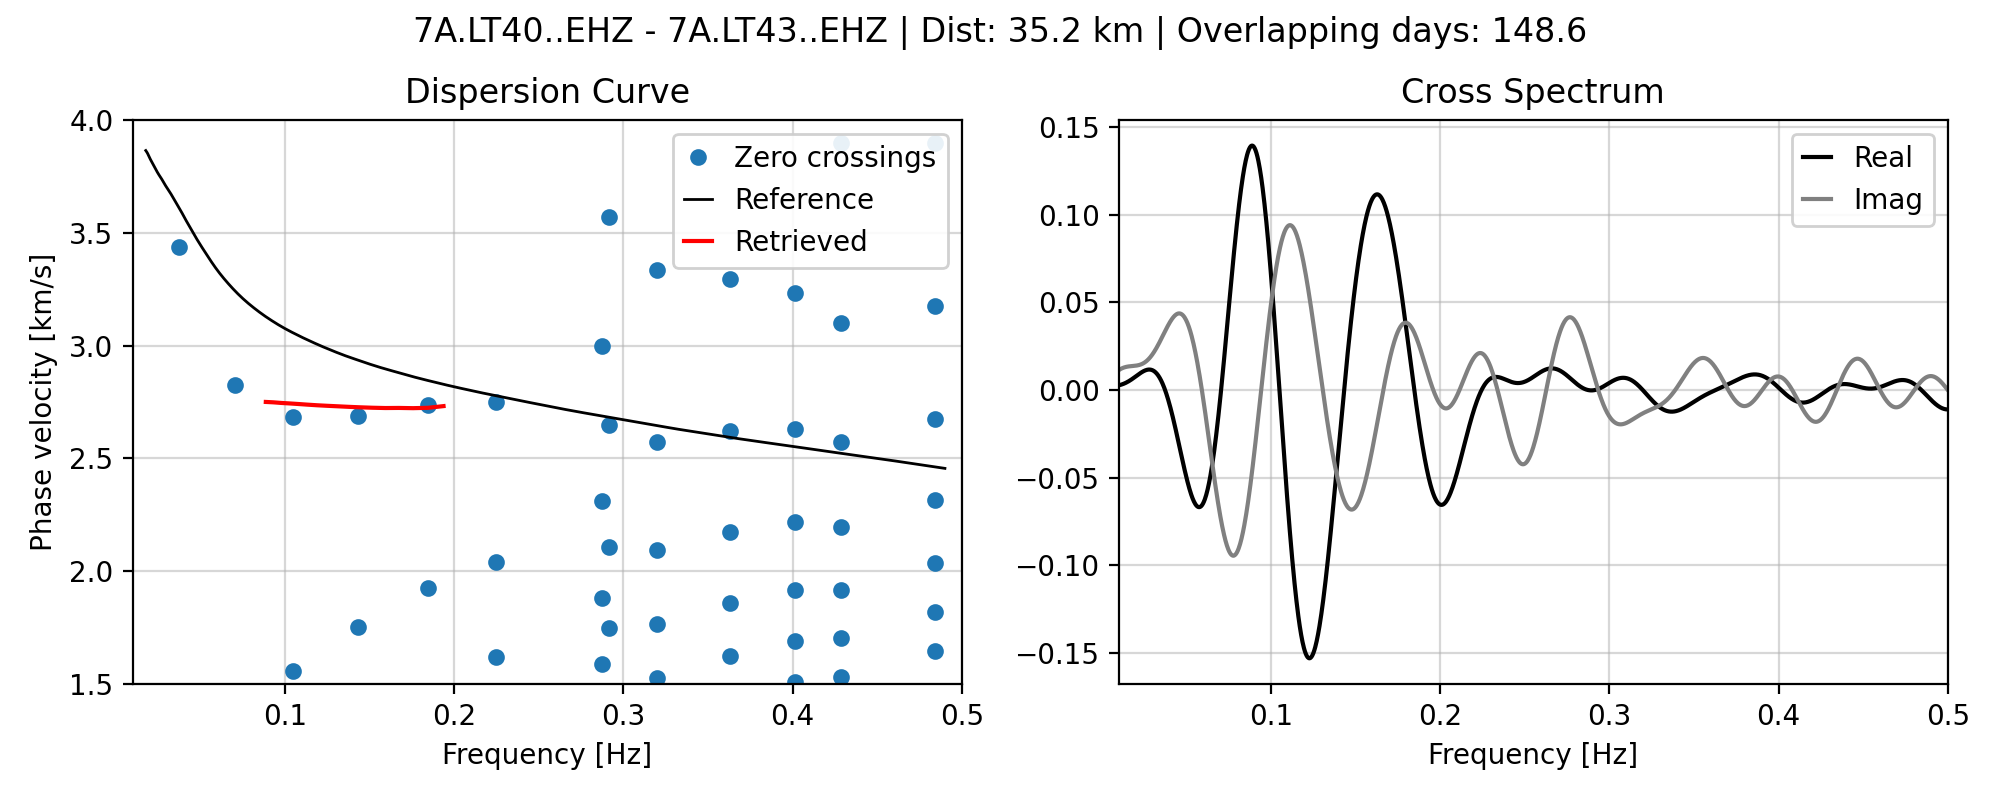 7A.LT40..EHZ - 7A.LT43..EHZ | Dist: 35.2 km | Overlapping days: 148.6
Dispersion Curve
4.0
3.5
3.0
2.5
2.0
1.5
Phase velocity [km/s]
0.1
0.2
0.3
0.4
0.5
Frequency [Hz]
Zero crossings
Reference
Retrieved
Cross Spectrum
0.15
0.10
0.05
0.00
−0.05
−0.10
−0.15
0.1
0.2
0.3
0.4
0.5
Frequency [Hz]
Real
Imag